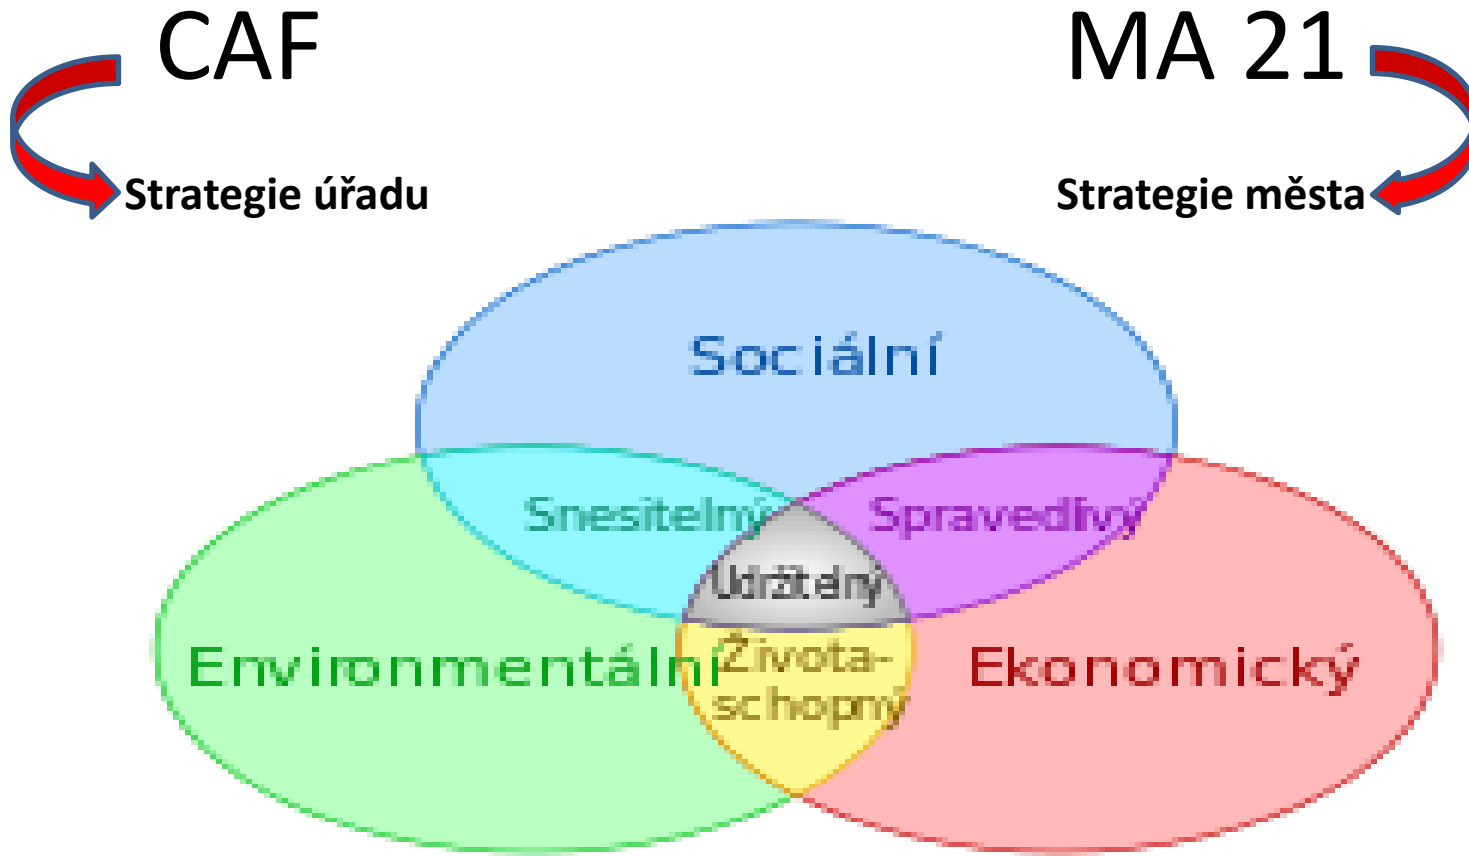 CAF
MA 21
Strategie úřadu
Strategie města
Sociální
Snesitelný
Spravedlivý
Udržitelný
Environmentální
Života-
schopný
Ekonomický